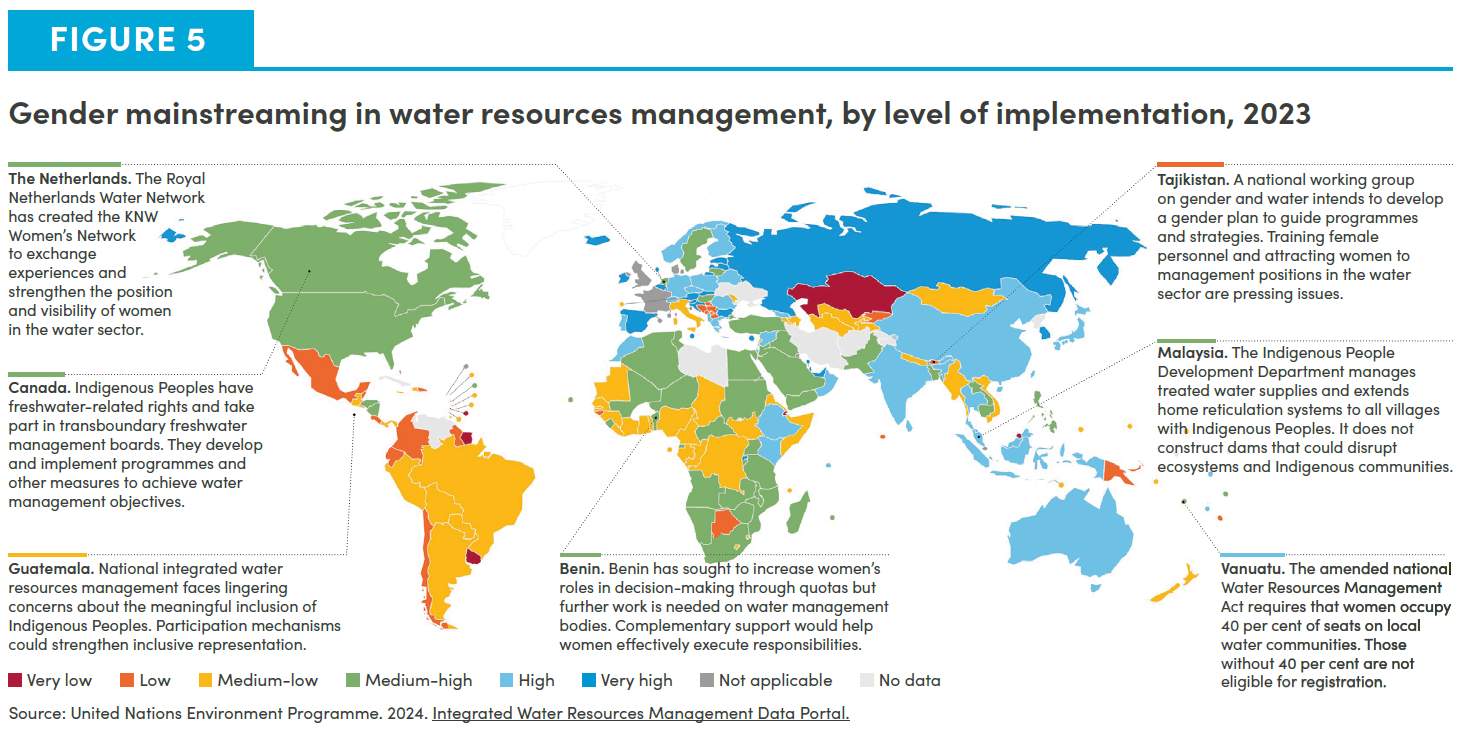 FIGURE 5
Gender mainstreaming in water resources management, by level of implementation, 2023
The Netherlands. The Royal
Netherlands Water Network
has created the KNW
Women's Network
to exchange
experiences and
strengthen the position
and visibility of women
in the water sector.
Canada. Indigenous Peoples have
freshwater-related rights and take
part in transboundary freshwater
management boards. They develop
and implement programmes and
other measures to achieve water
management objectives.
Guatemala. National integrated water
resources management faces lingering
concerns about the meaningful inclusion of
Indigenous Peoples. Participation mechanisms
could strengthen inclusive representation.
Benin. Benin has sought to increase women's
roles in decision-making through quotas but
further work is needed on water management
bodies. Complementary support would help
women effectively execute responsibilities.
Tajikistan. A national working group
on gender and water intends to develop
a gender plan to guide programmes
and strategies. Training female
personnel and attracting women to
management positions in the water
sector are pressing issues.
Malaysia. The Indigenous People
Development Department manages
treated water supplies and extends
home reticulation systems to all villages
with Indigenous Peoples. It does not
construct dams that could disrupt
ecosystems and Indigenous communities.
Vanuatu. The amended national
Water Resources Management
Act requires that women occupy
40 per cent of seats on local
water communities. Those
without 40 per cent are not
eligible for registration.
Very low
Low
Medium-low
Medium-high
High
Very high
Not applicable
No data
Source: United Nations Environment Programme. 2024. Integrated Water Resources Management Data Portal.